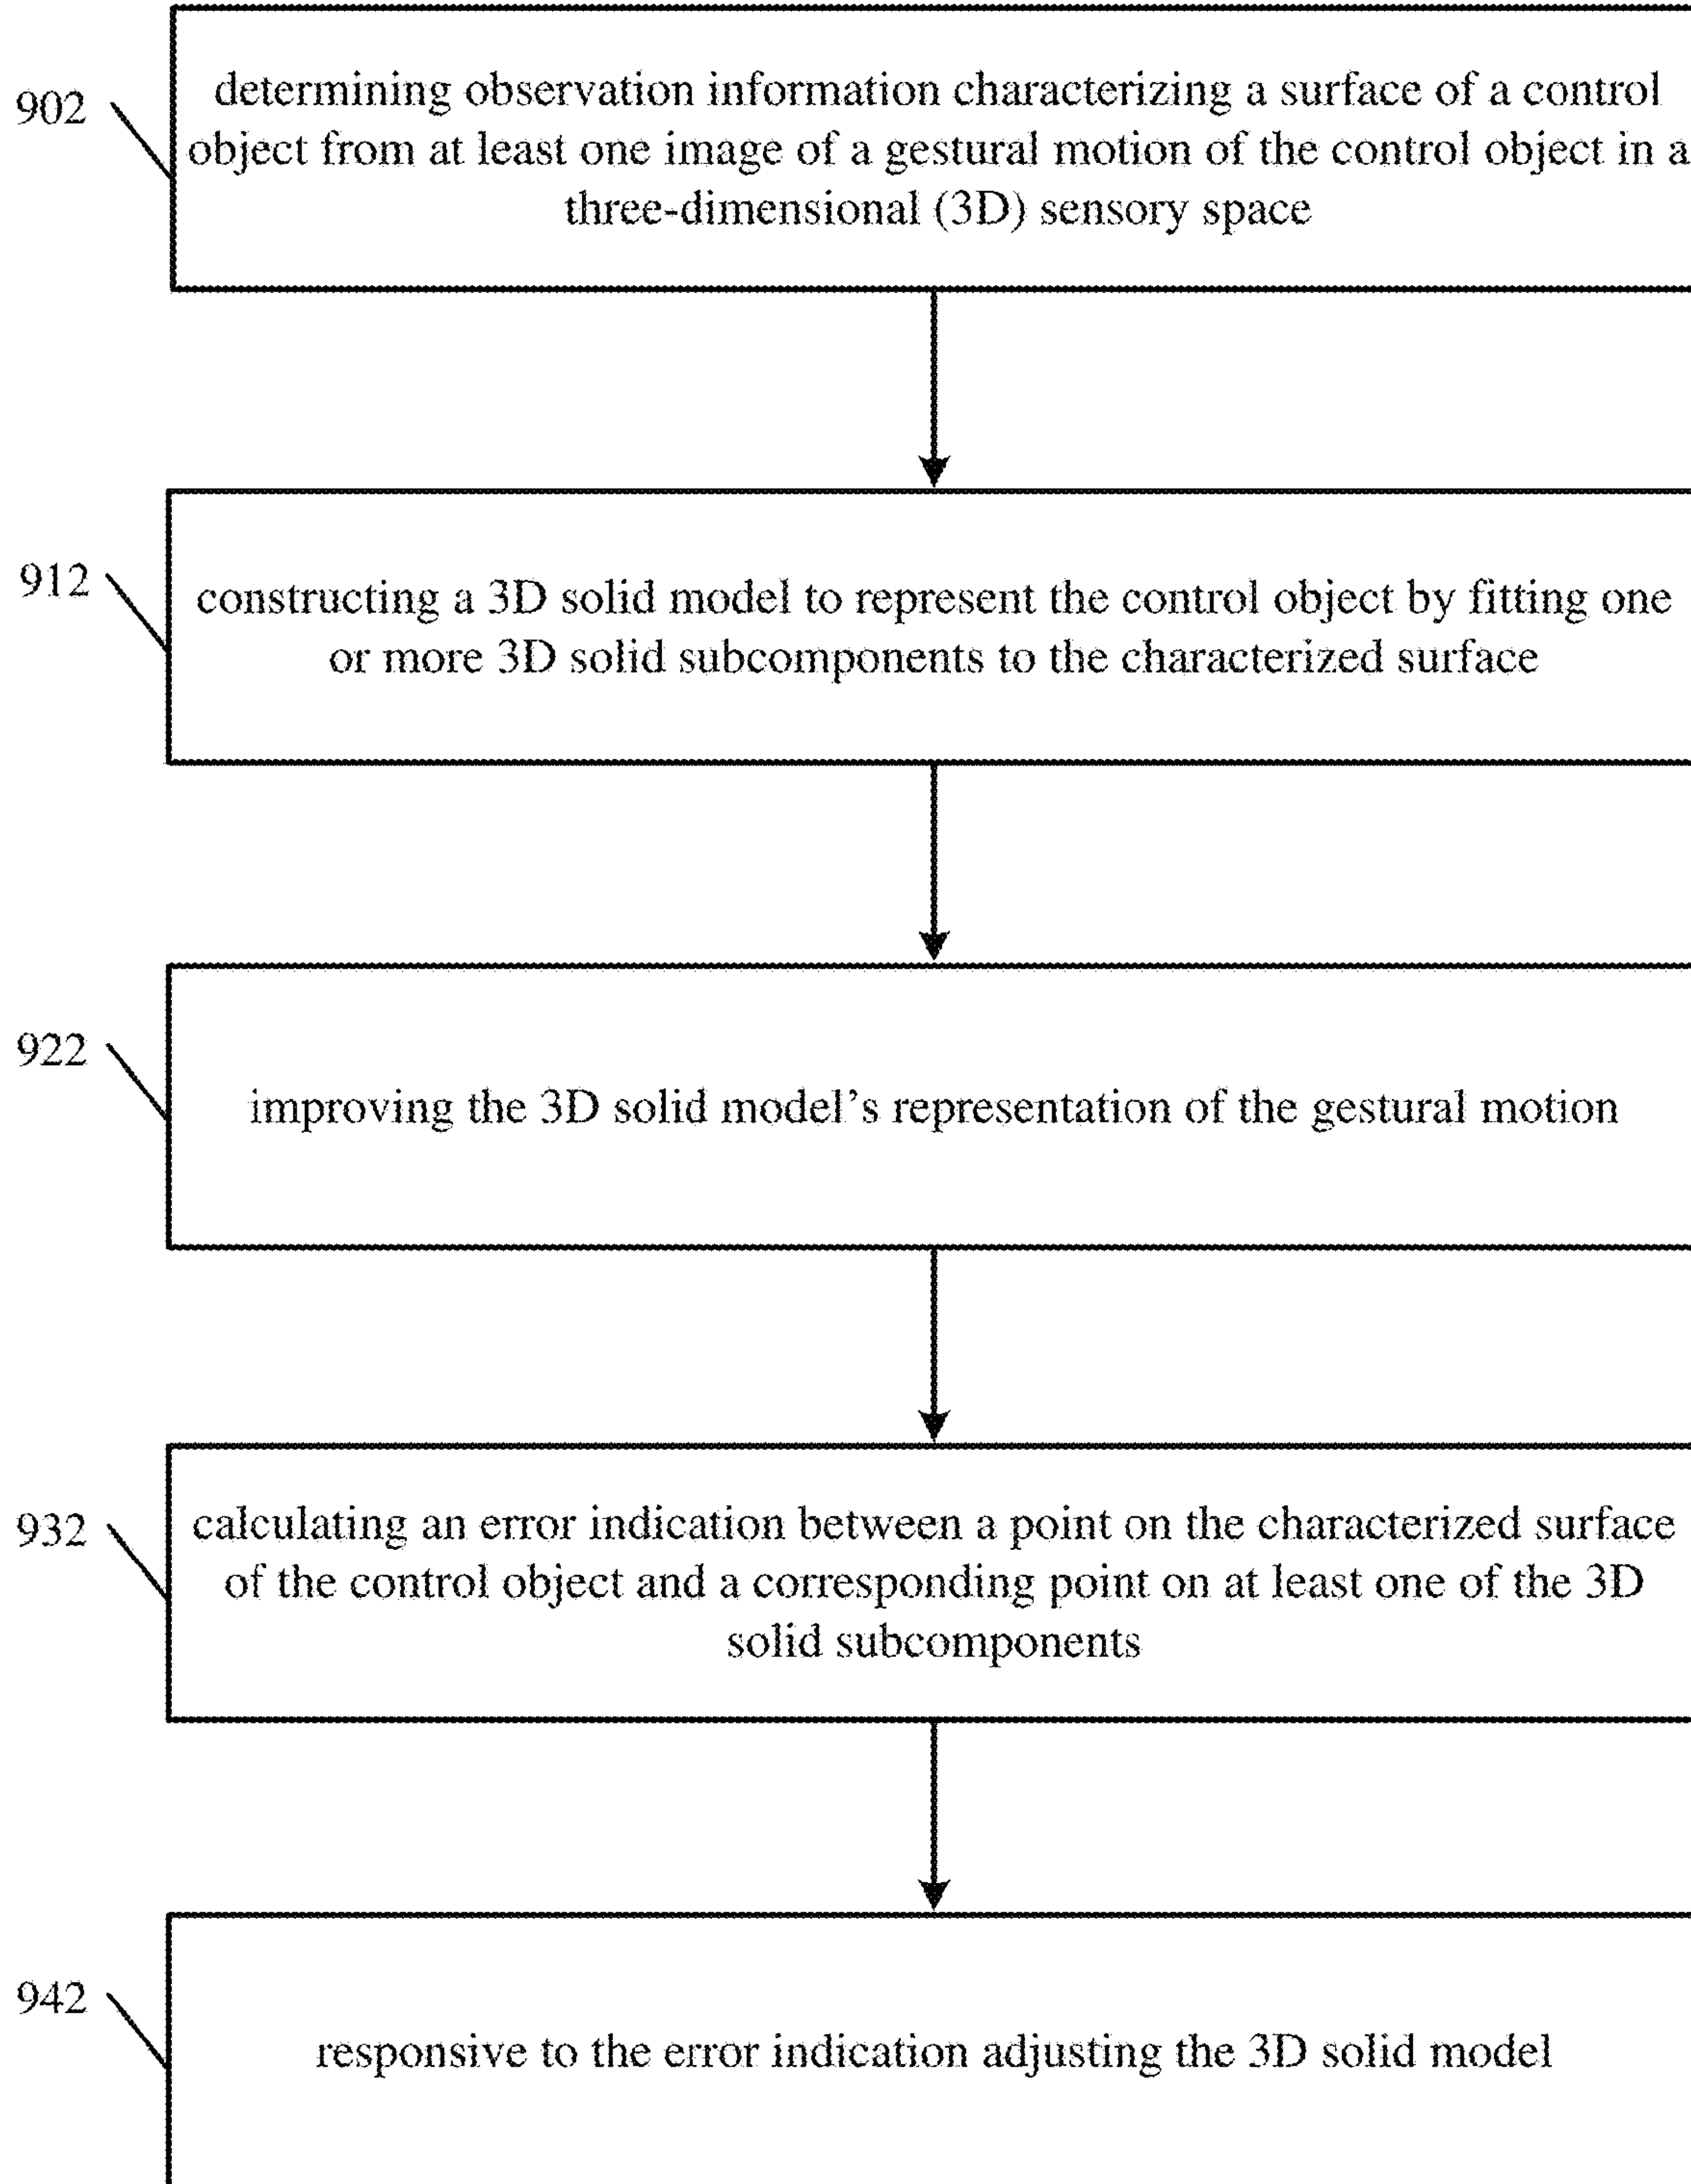 902
determining observation information characterizing a surface of a control
object from at least one image of a gestural motion of the control object in a
three-dimensional (3D) sensory space
912
constructing a 3D solid model to represent the control object by fitting one
or more 3D solid subcomponents to the characterized surface
922
improving the 3D solid model’s representation of the gestural motion
932
calculating an error indication between a point on the characterized surface
of the control object and a corresponding point on at least one of the 3D
solid subcomponents
942
responsive to the error indication adjusting the 3D solid model